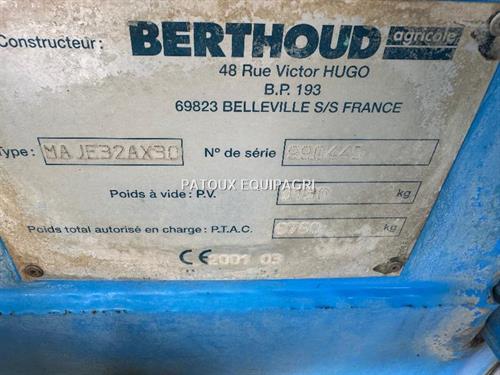 Constructeur: BERTHOUD agricole
48 Rue Victor HUGO
B.P. 193
69823 BELLEVILLE S/S FRANCE
Type: MAJE32AX30 N° de série
PATOUX EQUIPAGRI
Poids à vide: P.V. kg
Poids total autorisé en charge: P.T.A.C. 5760 kg
CE 2001 03